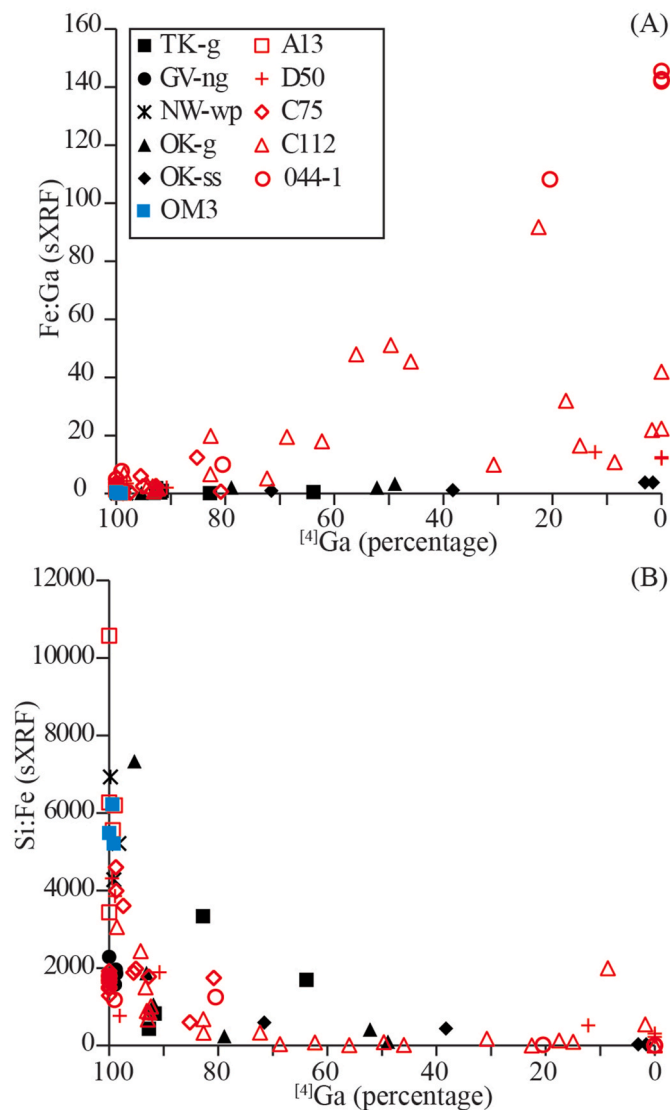 (A)
160
140
120
100
80
60
40
20
0
Fe:Ga (sXRF)
TK-g A13
GV-ng D50
NW-wp C75
OK-g C112
OK-ss 044-1
OM3
100 80 60 40 20 0
[4]Ga (percentage)
(B)
12000
10000
8000
6000
4000
2000
0
Si:Fe (sXRF)
100 80 60 40 20 0
[4]Ga (percentage)